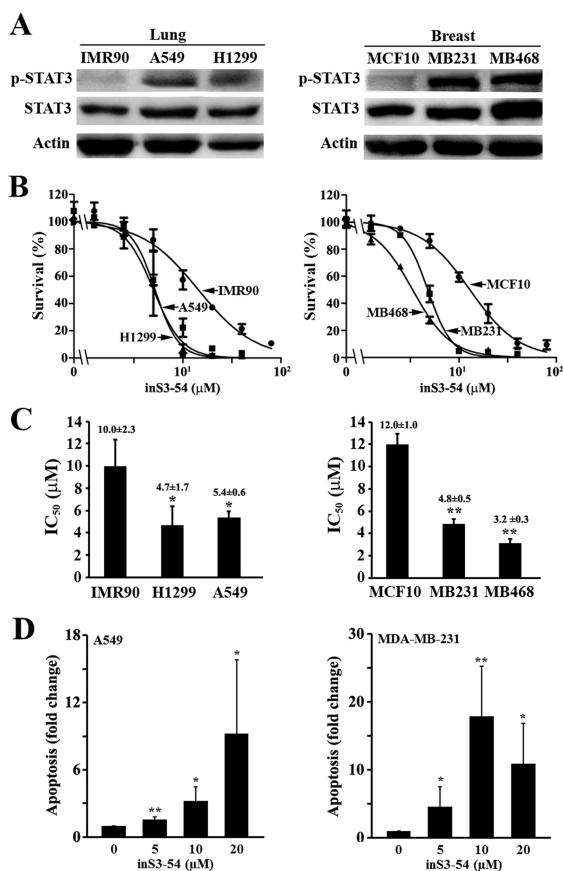 A
Lung
IMR90 A549 H1299
p-STAT3
STAT3
Actin
Breast
MCF10 MB231 MB468
p-STAT3
STAT3
Actin
B
Survival (%)
120
100
80
60
40
20
0
0 10¹ 10²
inS3-54 (µM)
IMR90
A549
H1299
Survival (%)
120
100
80
60
40
20
0
0 10¹ 10²
inS3-54 (µM)
MCF10
MB468
MB231
C
IC₅₀ (µM)
14
12
10
8
6
4
2
0
10.0±2.3
4.7±1.7
*
5.4±0.6
*
IMR90 H1299 A549
IC₅₀ (µM)
14
12
10
8
6
4
2
0
12.0±1.0
4.8±0.5
**
3.2 ±0.3
**
MCF10 MB231 MB468
D
A549
Apoptosis (fold change)
18
12
6
0
** * *
0 5 10 20
inS3-54 (µM)
MDA-MB-231
Apoptosis (fold change)
30
20
10
0
* ** *
0 5 10 20
inS3-54 (µM)